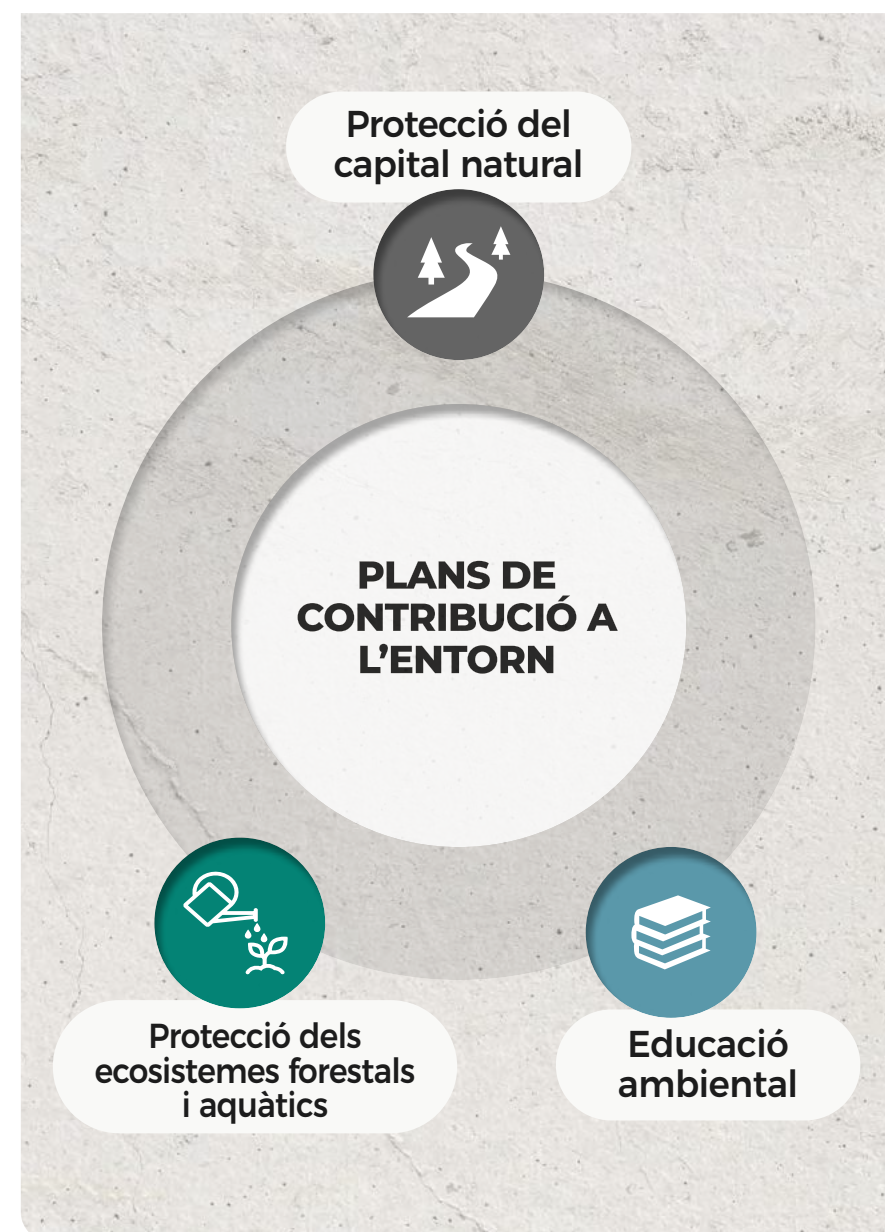 Protecció del
capital natural
PLANS DE
CONTRIBUCIÓ A
L’ENTORN
Protecció dels
ecosistemes forestals
i aquàtics
Educació
ambiental